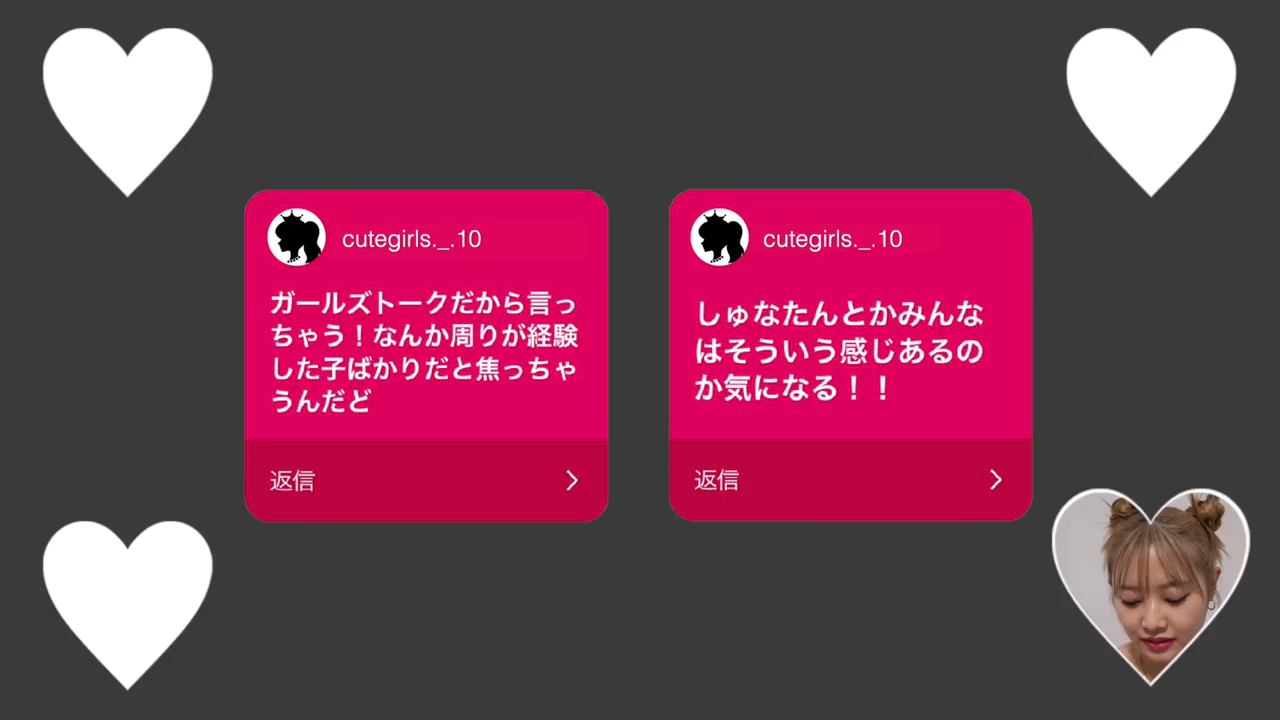 cutegirls._.10
ガールズトークだから言っ
ちゃう！なんか周りが経験
した子ばかりだと焦っちゃ
うんだど
返信
cutegirls._.10
しゅなたんとかみんな
はそういう感じあるの
か気になる！！
返信